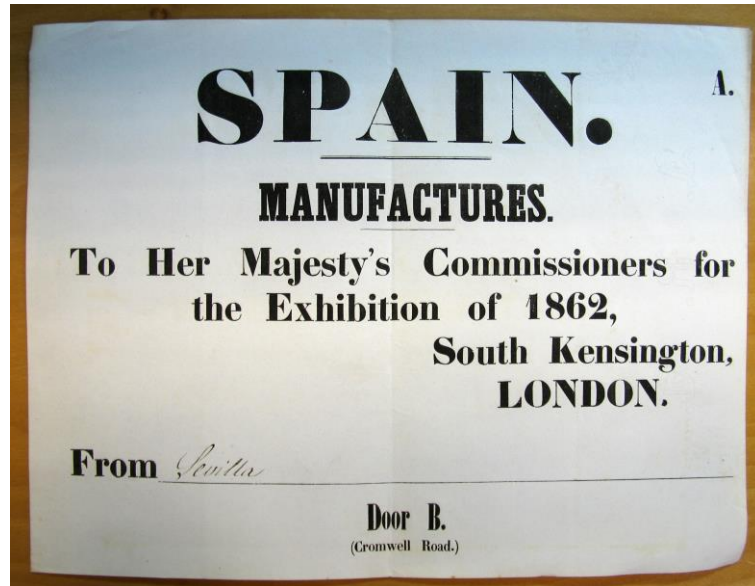 A.
SPAIN.
MANUFACTURES.
To Her Majesty's Commissioners for
the Exhibition of 1862,
South Kensington,
LONDON.
From Sevilla
Door B.
(Cromwell Road.)